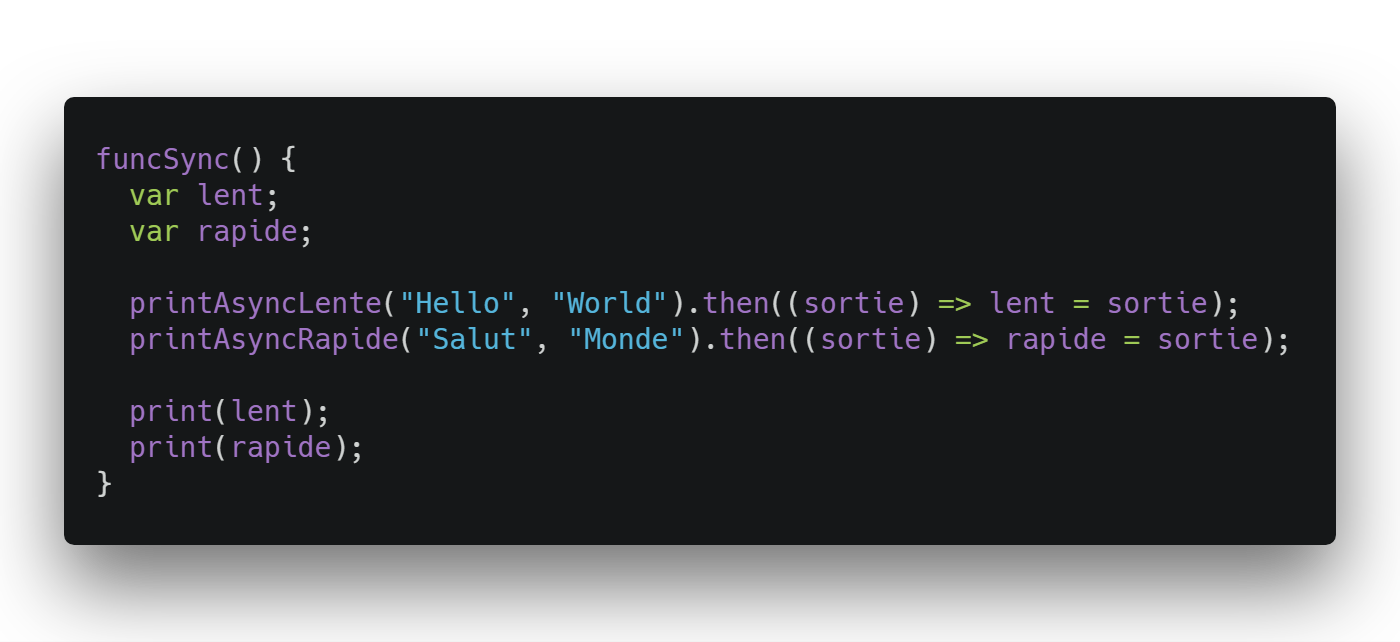 funcSync() {
  var lent;
  var rapide;

  printAsyncLente("Hello", "World").then((sortie) => lent = sortie);
  printAsyncRapide("Salut", "Monde").then((sortie) => rapide = sortie);

  print(lent);
  print(rapide);
}